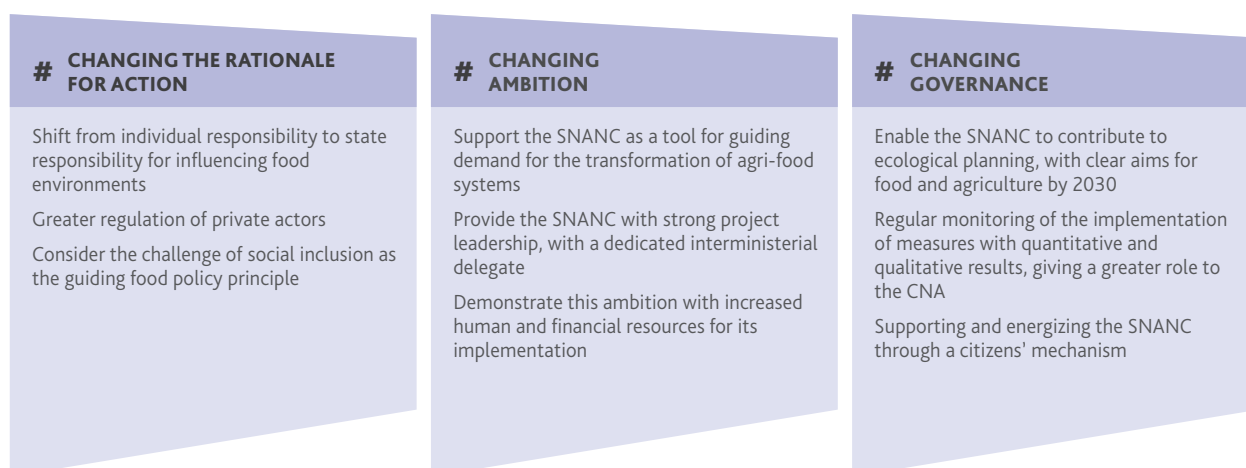 # CHANGING THE RATIONALE
FOR ACTION
Shift from individual responsibility to state
responsibility for influencing food
environments
Greater regulation of private actors
Consider the challenge of social inclusion as
the guiding food policy principle
# CHANGING
AMBITION
Support the SNANC as a tool for guiding
demand for the transformation of agri-food
systems
Provide the SNANC with strong project
leadership, with a dedicated interministerial
delegate
Demonstrate this ambition with increased
human and financial resources for its
implementation
# CHANGING
GOVERNANCE
Enable the SNANC to contribute to
ecological planning, with clear aims for
food and agriculture by 2030
Regular monitoring of the implementation
of measures with quantitative and
qualitative results, giving a greater role to
the CNA
Supporting and energizing the SNANC
through a citizens' mechanism